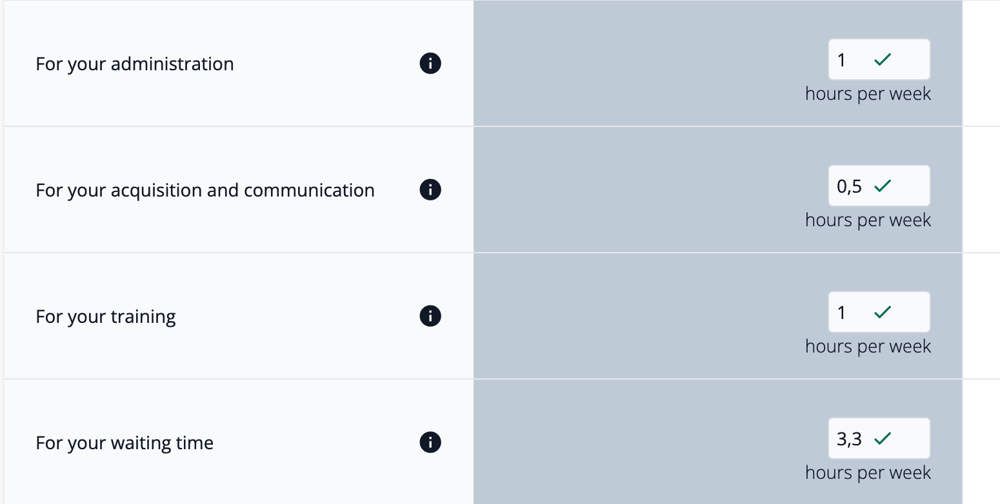 For your administration
1
hours per week
For your acquisition and communication
0,5
hours per week
For your training
1
hours per week
For your waiting time
3,3
hours per week